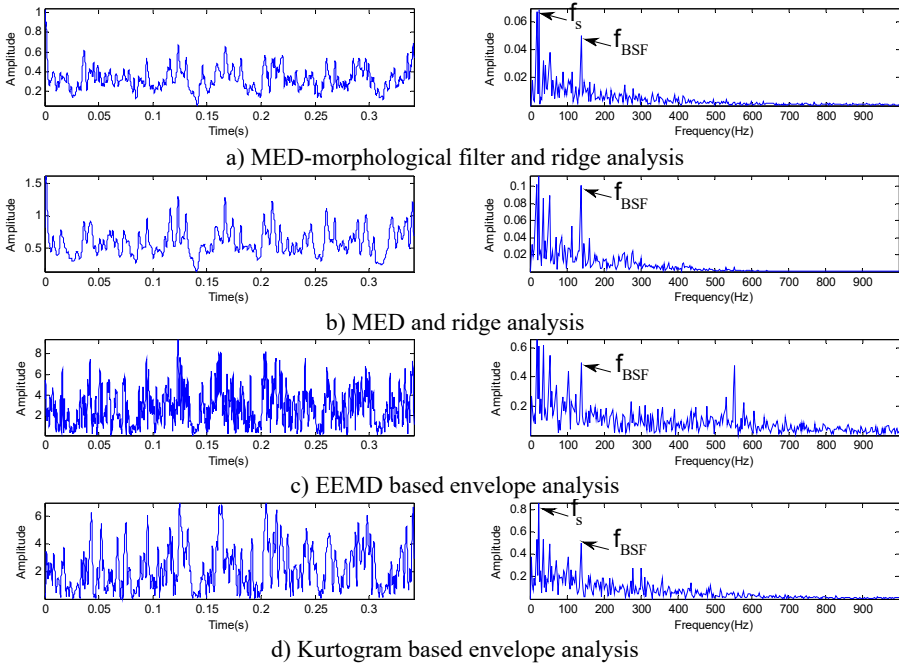 1
0.8
0.6
0.4
0.2
Amplitude
0 0.05 0.1 0.15 0.2 0.25 0.3
Time(s)
0.06
0.04
0.02
Amplitude
fs
fBSF
0 100 200 300 400 500 600 700 800 900
Frequency(Hz)
a) MED-morphological filter and ridge analysis
1.5
1
0.5
Amplitude
0 0.05 0.1 0.15 0.2 0.25 0.3
Time(s)
0.1
0.08
0.06
0.04
0.02
Amplitude
fBSF
0 100 200 300 400 500 600 700 800 900
Frequency(Hz)
b) MED and ridge analysis
8
6
4
2
Amplitude
0 0.05 0.1 0.15 0.2 0.25 0.3
Time(s)
0.6
0.4
0.2
Amplitude
fBSF
0 100 200 300 400 500 600 700 800 900
Frequency(Hz)
c) EEMD based envelope analysis
6
4
2
Amplitude
0 0.05 0.1 0.15 0.2 0.25 0.3
Time(s)
0.8
0.6
0.4
0.2
Amplitude
fs
fBSF
0 100 200 300 400 500 600 700 800 900
Frequency(Hz)
d) Kurtogram based envelope analysis